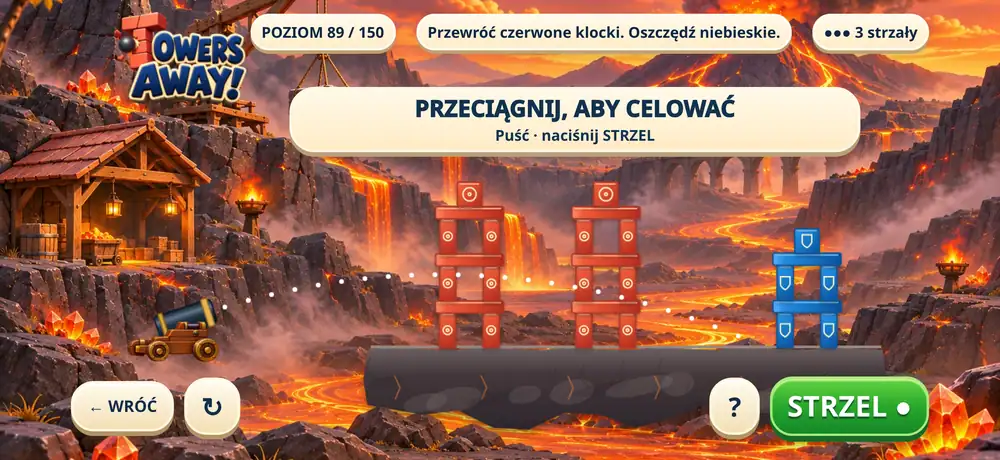 TOWERS
AWAY!
POZIOM 89 / 150
Przewróć czerwone klocki. Oszczędź niebieskie.
●●● 3 strzały
PRZECIĄGNIJ, ABY CELOWAĆ
Puść · naciśnij STRZEL
← WRÓĆ
↻
?
STRZEL ●